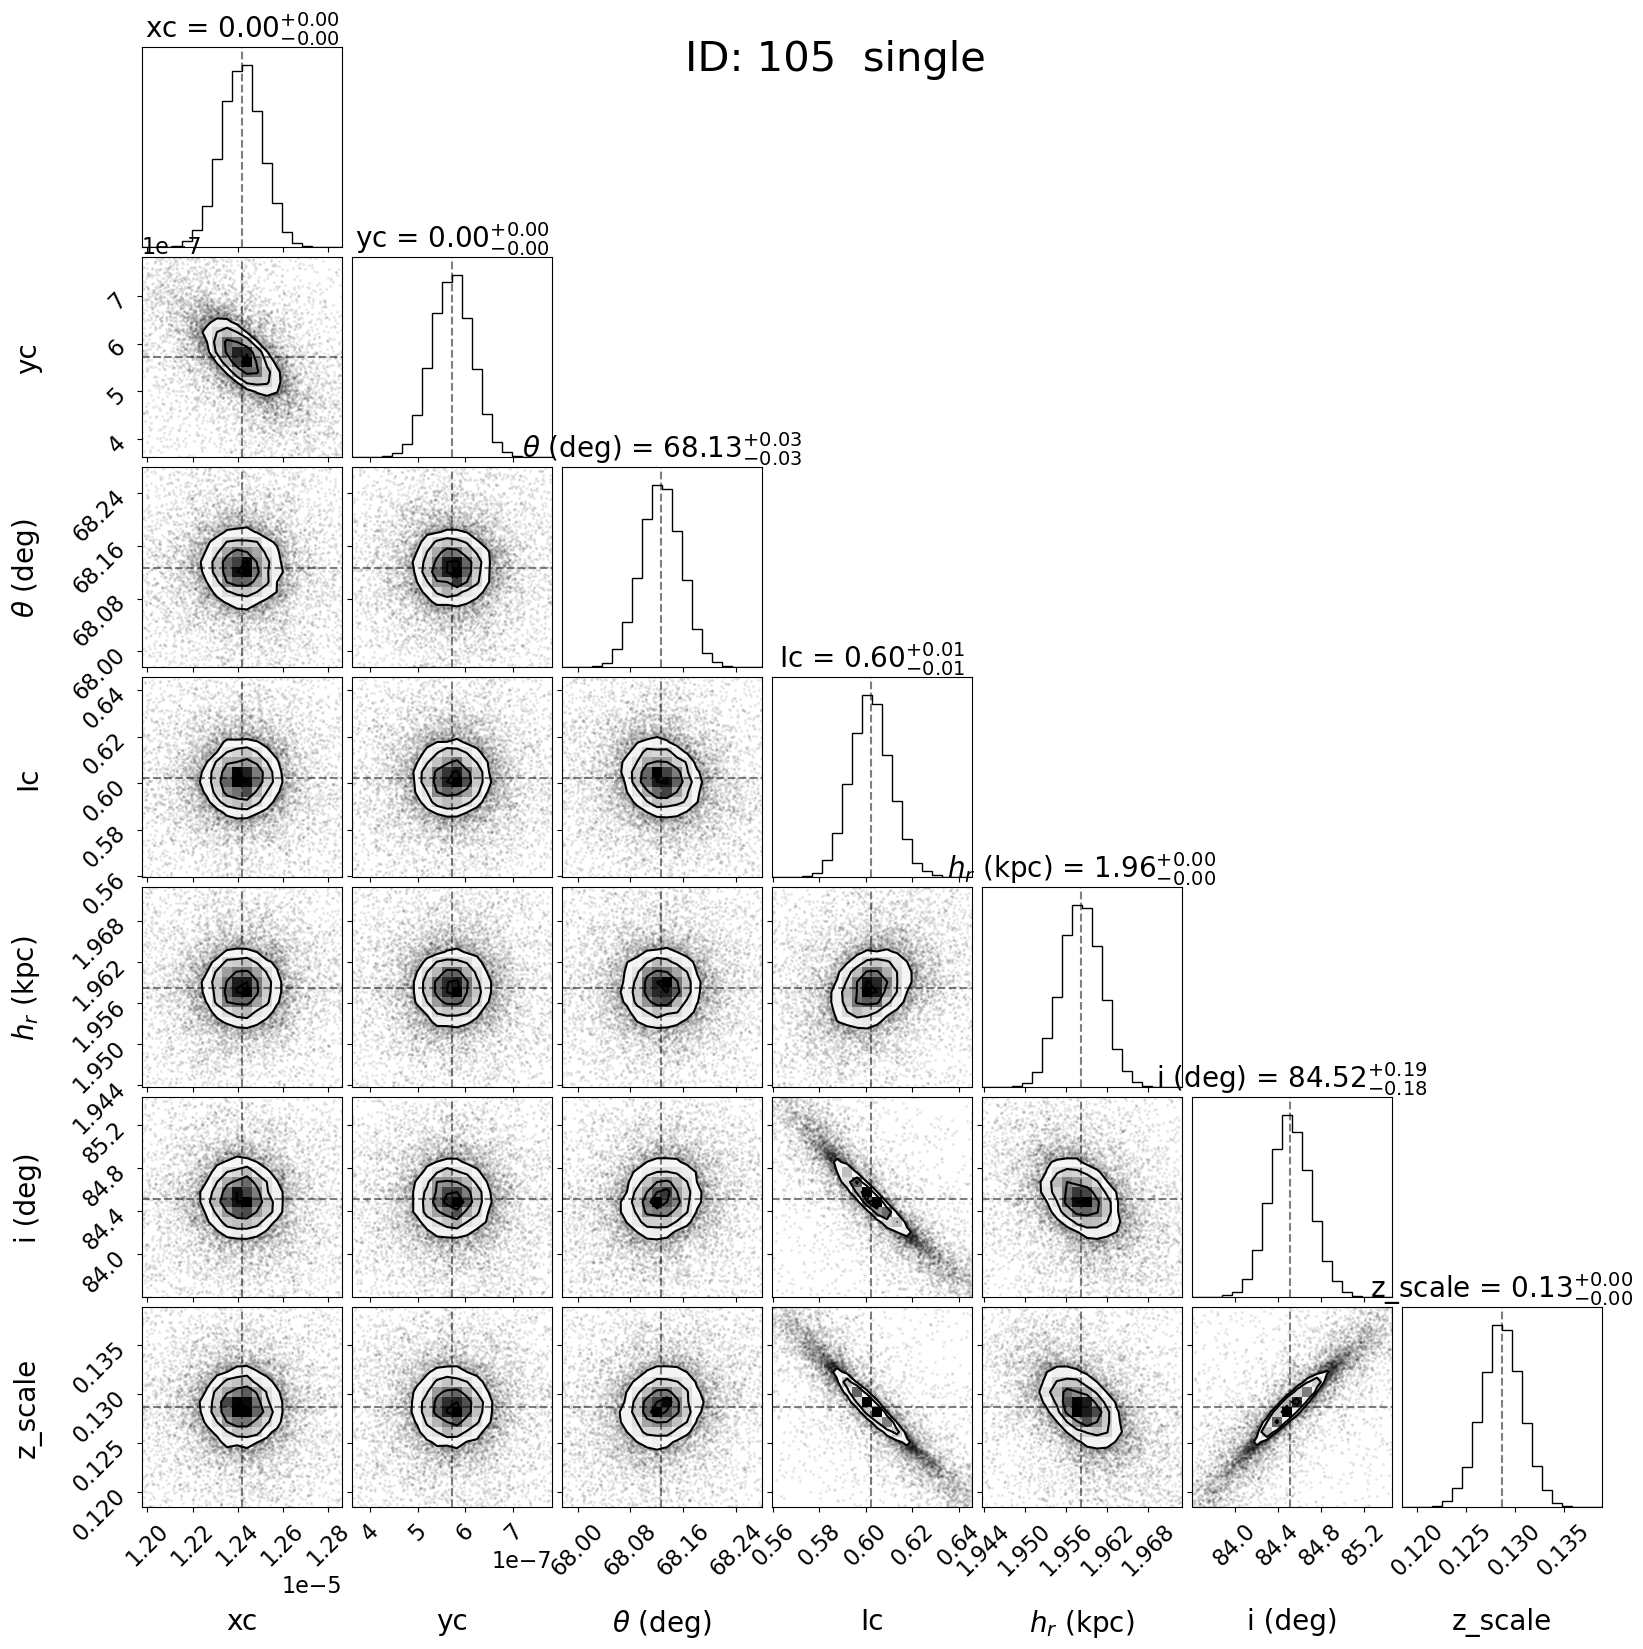 ID: 105  single
xc = 0.00+0.00−0.00
1e−7
yc = 0.00+0.00−0.00
yc
7
6
5
4
θ (deg) = 68.13+0.03−0.03
θ (deg)
68.24
68.16
68.08
68.00
Ic = 0.60+0.01−0.01
Ic
0.64
0.62
0.60
0.58
0.56
hr (kpc) = 1.96+0.00−0.00
hr (kpc)
1.968
1.962
1.956
1.950
1.944
i (deg) = 84.52+0.19−0.18
i (deg)
85.2
84.8
84.4
84.0
z_scale = 0.13+0.00−0.00
z_scale
0.135
0.130
0.125
0.120
1.20 1.22 1.24 1.26 1.28
1e−5
4 5 6 7
1e−7
68.00 68.08 68.16 68.24
0.56 0.58 0.60 0.62 0.64
1.944 1.950 1.956 1.962 1.968
84.0 84.4 84.8 85.2
0.120 0.125 0.130 0.135
xc yc θ (deg) Ic hr (kpc) i (deg) z_scale